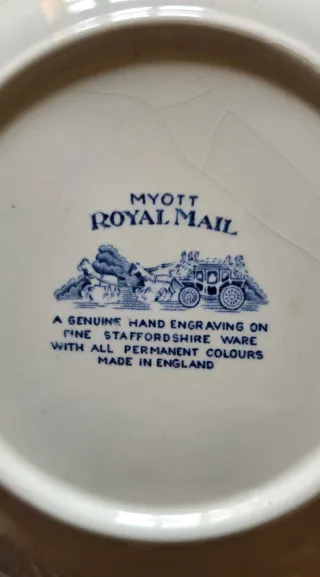 MYOTT
ROYAL MAIL
A GENUINE HAND ENGRAVING ON
FINE STAFFORDSHIRE WARE
WITH ALL PERMANENT COLOURS
MADE IN ENGLAND